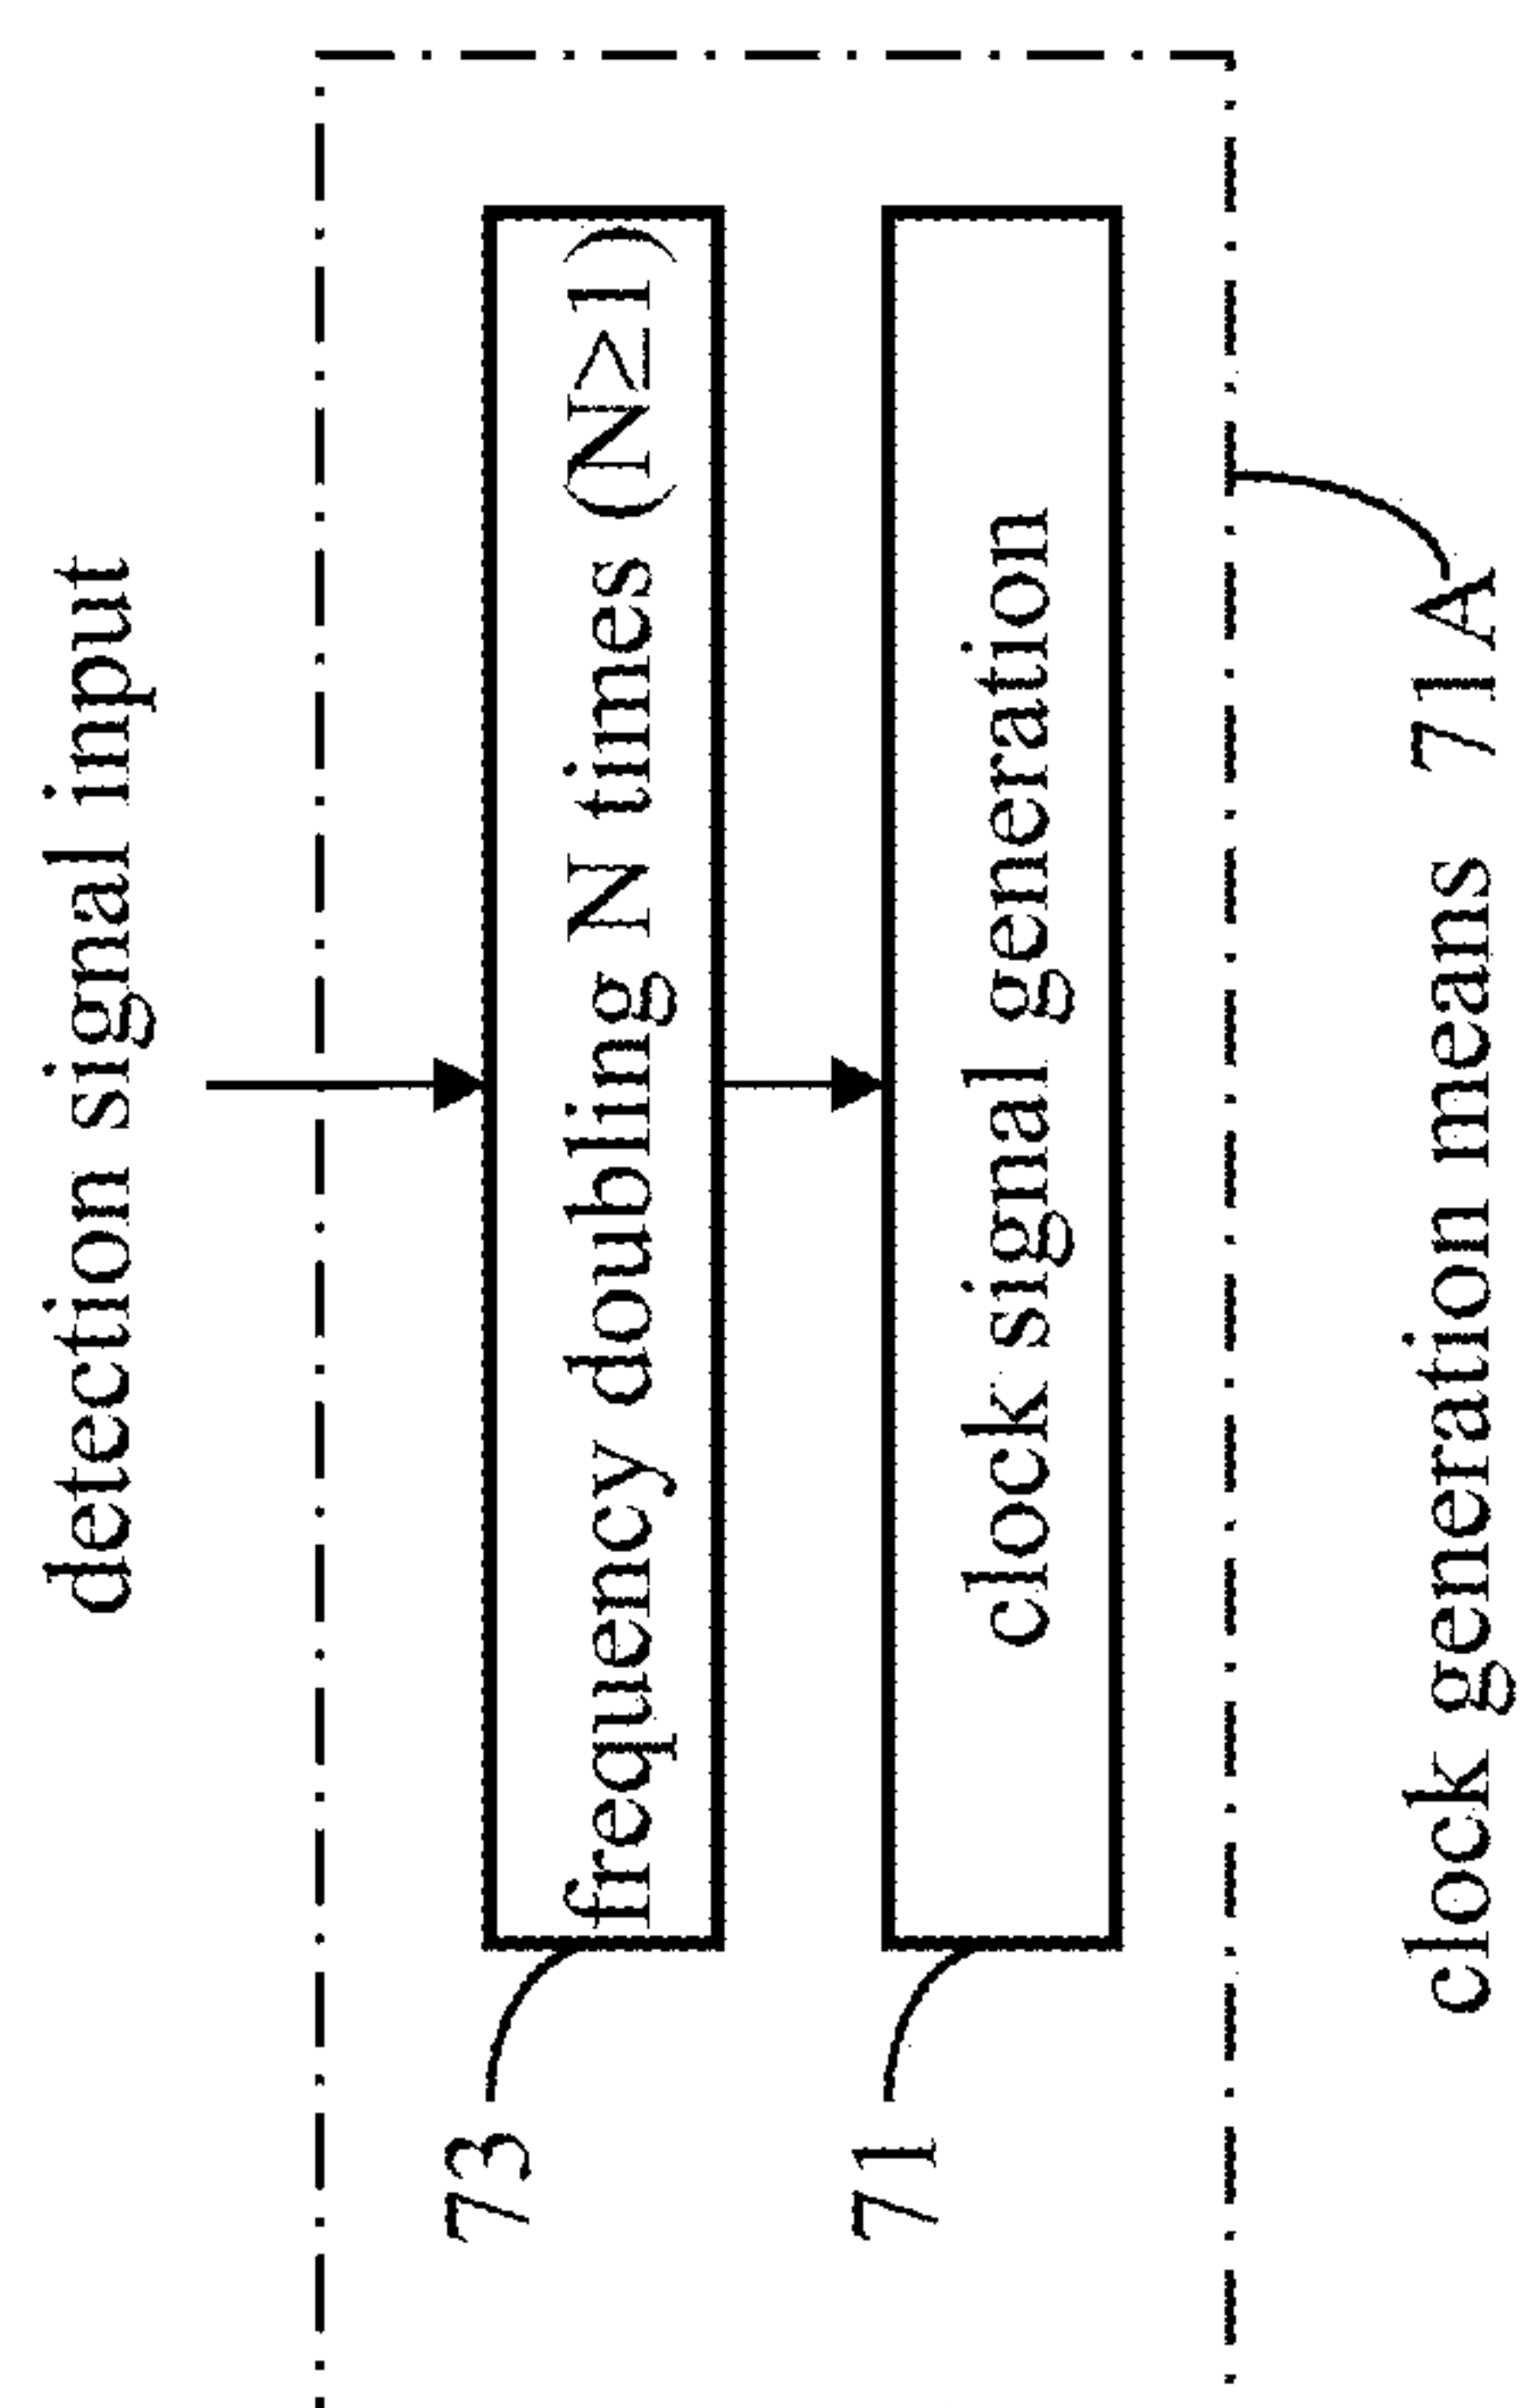 detection signal input
73
frequency doubling N times (N≥1)
71
clock signal generation
clock generation means 71A